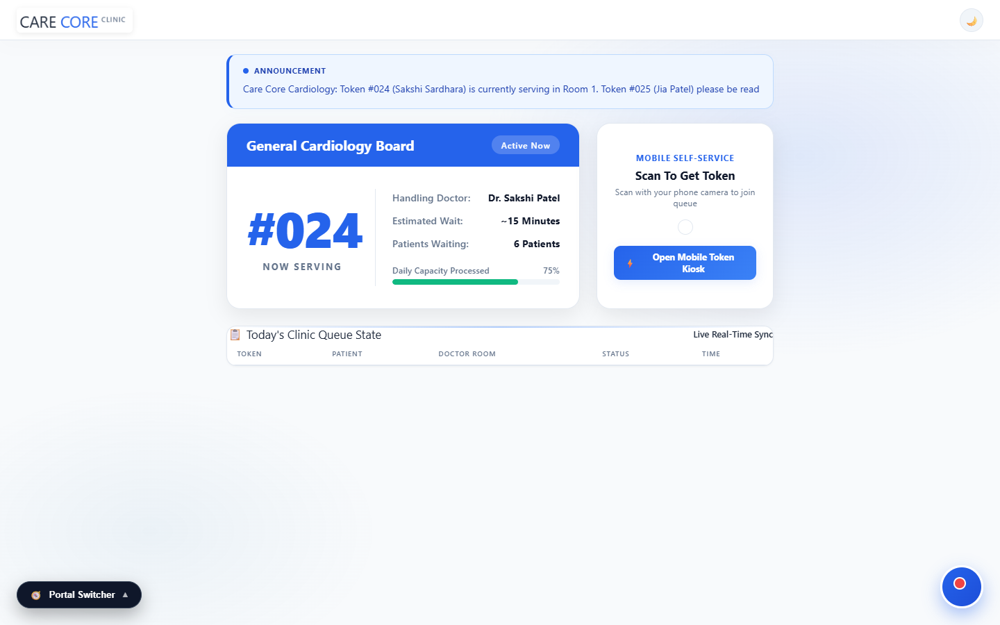 CARE CORE CLINIC
ANNOUNCEMENT
Care Core Cardiology: Token #024 (Sakshi Sardhara) is currently serving in Room 1. Token #025 (Jia Patel) please be read
General Cardiology Board
Active Now
#024
NOW SERVING
Handling Doctor: Dr. Sakshi Patel
Estimated Wait: ~15 Minutes
Patients Waiting: 6 Patients
Daily Capacity Processed 75%
MOBILE SELF-SERVICE
Scan To Get Token
Scan with your phone camera to join
queue
Open Mobile Token
Kiosk
Today's Clinic Queue State
Live Real-Time Sync
TOKEN PATIENT DOCTOR ROOM STATUS TIME
Portal Switcher